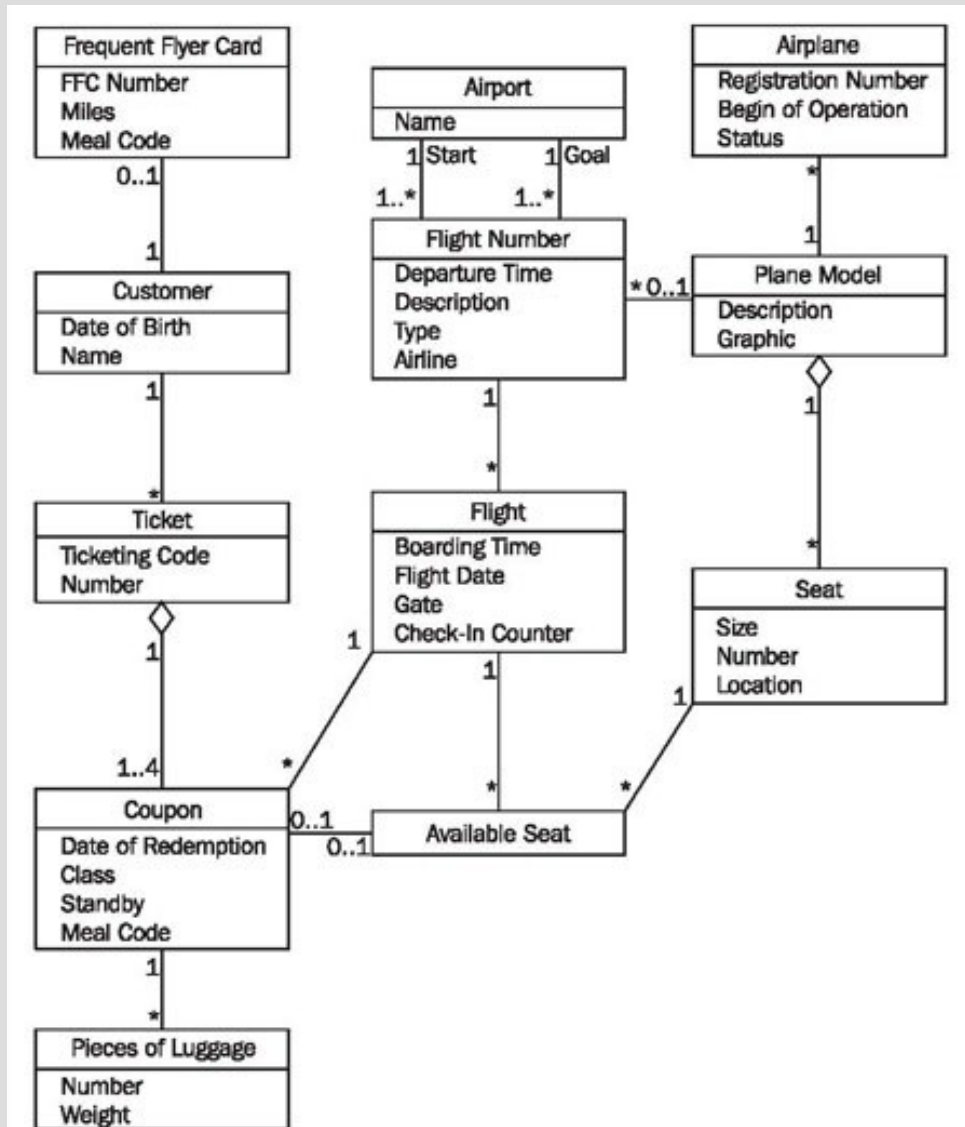 Frequent Flyer Card
FFC Number
Miles
Meal Code
0..1
1
Customer
Date of Birth
Name
1
*
Ticket
Ticketing Code
Number
1
1..4
Coupon
Date of Redemption
Class
Standby
Meal Code
1
*
Pieces of Luggage
Number
Weight
Airport
Name
1 Start
1 Goal
1..*
1..*
Flight Number
Departure Time
Description
Type
Airline
* 0..1
1
*
Flight
Boarding Time
Flight Date
Gate
Check-In Counter
1
*
1
*
0..1
0..1
Available Seat
Airplane
Registration Number
Begin of Operation
Status
*
1
Plane Model
Description
Graphic
1
*
Seat
Size
Number
Location
1
*